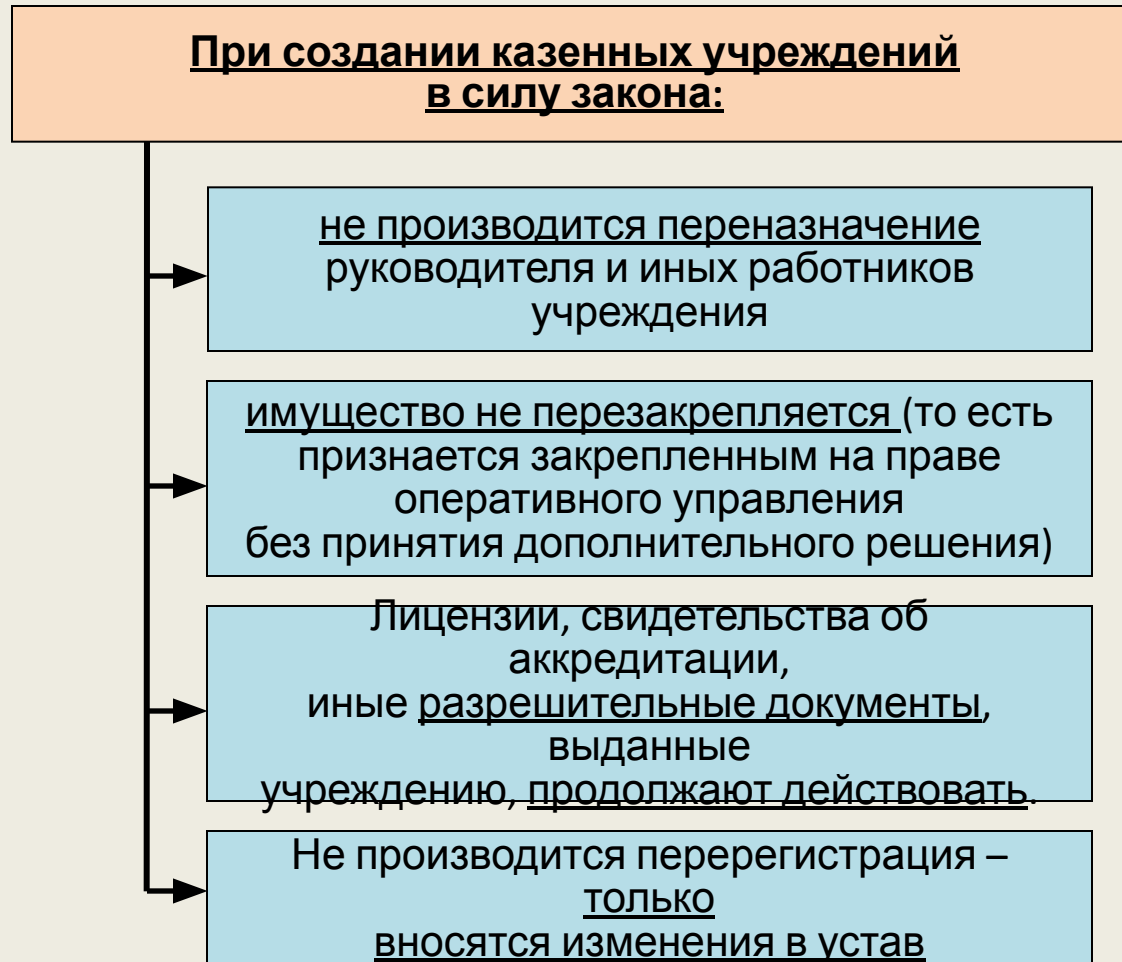 При создании казенных учреждений
в силу закона:
не производится переназначение
руководителя и иных работников
учреждения
имущество не перезакрепляется (то есть
признается закрепленным на праве
оперативного управления
без принятия дополнительного решения)
Лицензии, свидетельства об
аккредитации,
иные разрешительные документы,
выданные
учреждению, продолжают действовать.
Не производится перерегистрация –
только
вносятся изменения в устав